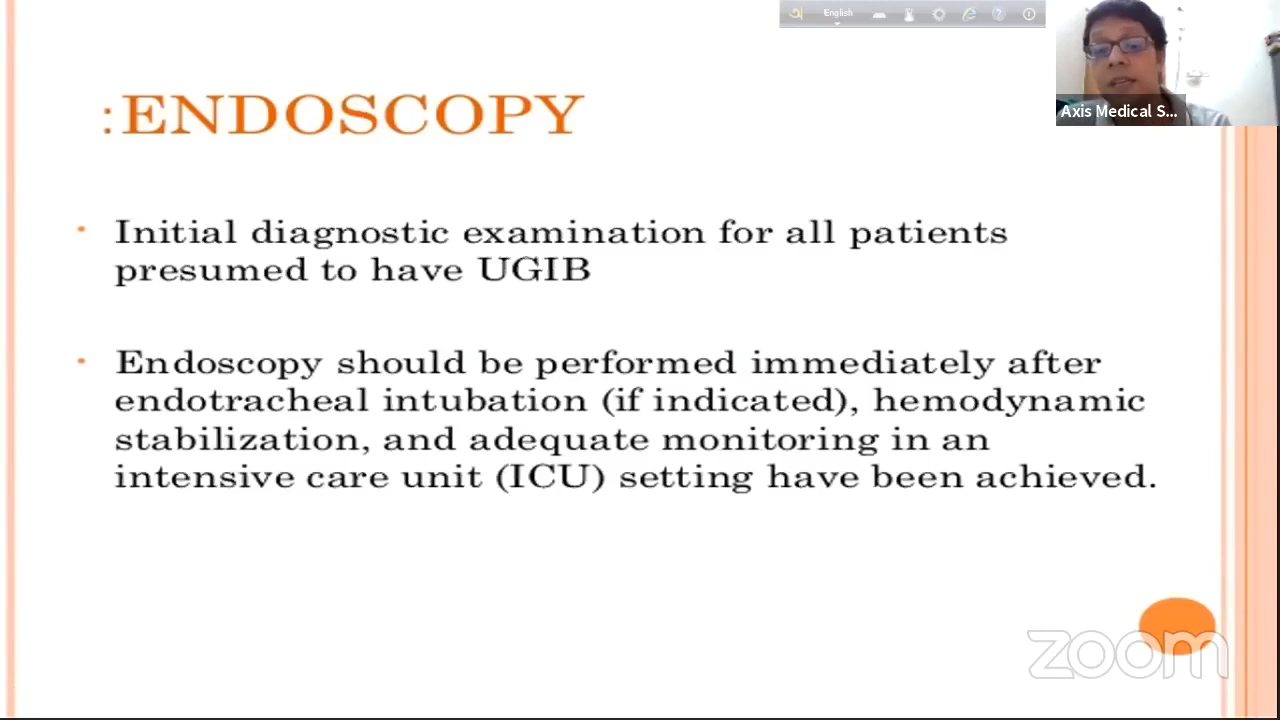 অ English
Axis Medical S...
:ENDOSCOPY
• Initial diagnostic examination for all patients
presumed to have UGIB
• Endoscopy should be performed immediately after
endotracheal intubation (if indicated), hemodynamic
stabilization, and adequate monitoring in an
intensive care unit (ICU) setting have been achieved.
zoom